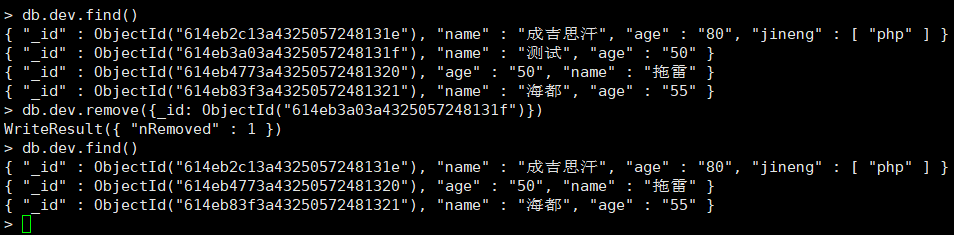 > db.dev.find()
{ "_id" : ObjectId("614eb2c13a4325057248131e"), "name" : "成吉思汗", "age" : "80", "jineng" : [ "php" ] }
{ "_id" : ObjectId("614eb3a03a4325057248131f"), "name" : "测试", "age" : "50" }
{ "_id" : ObjectId("614eb4773a43250572481320"), "age" : "50", "name" : "拖雷" }
{ "_id" : ObjectId("614eb83f3a43250572481321"), "name" : "海都", "age" : "55" }
> db.dev.remove({_id: ObjectId("614eb3a03a4325057248131f")})
WriteResult({ "nRemoved" : 1 })
> db.dev.find()
{ "_id" : ObjectId("614eb2c13a4325057248131e"), "name" : "成吉思汗", "age" : "80", "jineng" : [ "php" ] }
{ "_id" : ObjectId("614eb4773a43250572481320"), "age" : "50", "name" : "拖雷" }
{ "_id" : ObjectId("614eb83f3a43250572481321"), "name" : "海都", "age" : "55" }
>